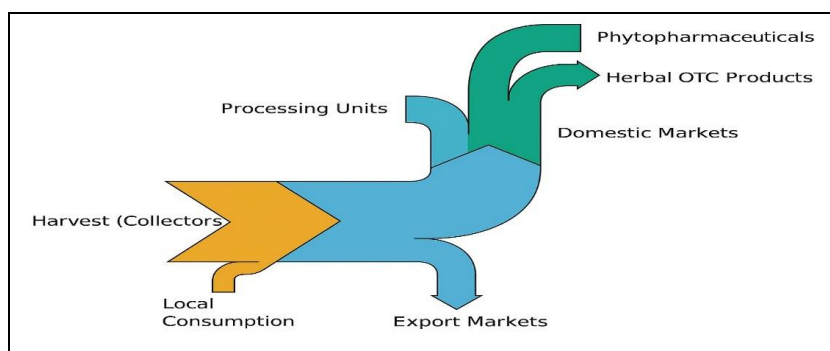 Phytopharmaceuticals
Herbal OTC Products
Processing Units
Domestic Markets
Harvest (Collectors
Local
Consumption
Export Markets